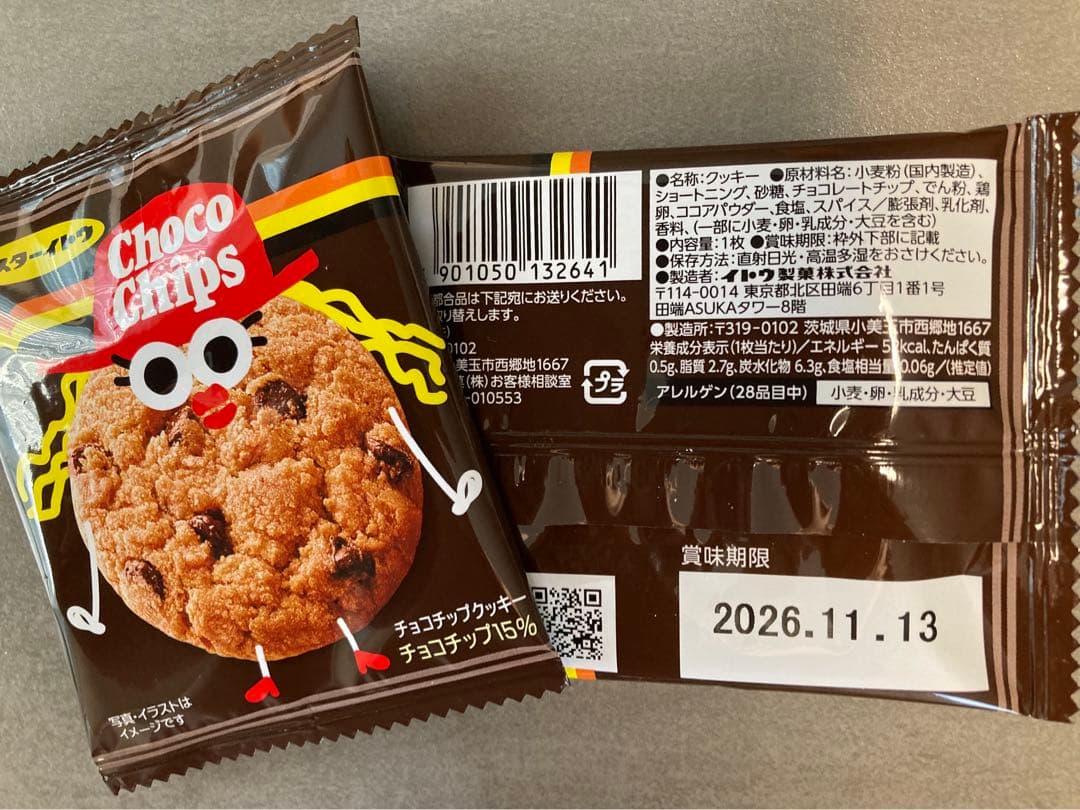 スターイトウ
Choco
Chips
チョコチップクッキー
チョコチップ15%
写真・イラストは
イメージです
901050 132641
都合品は下記宛にお送りください。
取り替えします。
0102
美玉市西郷地1667
(株)お客様相談室
-010553
プラ
●名称:クッキー ●原材料名:小麦粉(国内製造)、
ショートニング、砂糖、チョコレートチップ、でん粉、鶏
卵、ココアパウダー、食塩、スパイス/膨張剤、乳化剤、
香料、(一部に小麦・卵・乳成分・大豆を含む)
●内容量:1枚 ●賞味期限:枠外下部に記載
●保存方法:直射日光・高温多湿をおさけください。
●製造者:イトウ製菓株式会社
〒114-0014 東京都北区田端6丁目1番1号
田端ASUKAタワー8階
●製造所:〒319-0102 茨城県小美玉市西郷地1667
栄養成分表示(1枚当たり)/エネルギー 52kcal、たんぱく質
0.5g、脂質 2.7g、炭水化物 6.3g、食塩相当量 0.06g/(推定値)
アレルゲン(28品目中) 小麦・卵・乳成分・大豆
賞味期限
2026.11.13